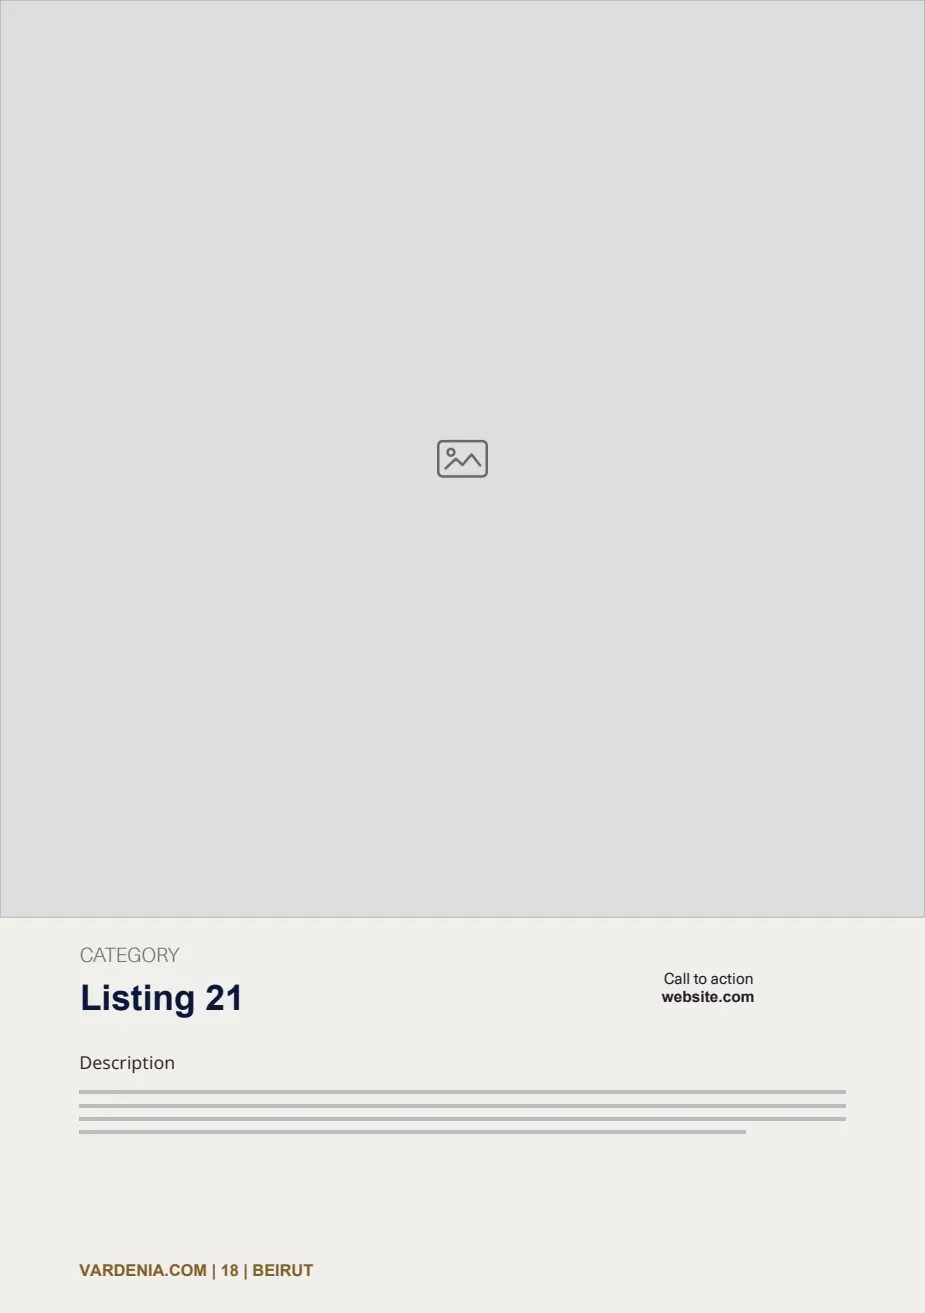 CATEGORY
Listing 21
Call to action
website.com
Description
VARDENIA.COM | 18 | BEIRUT